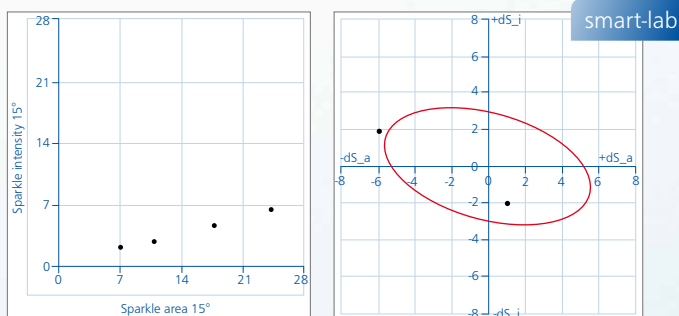 smart-lab
28
21
14
7
0
0 7 14 21 28
Sparkle intensity 15°
Sparkle area 15°
8 +dS_i
6
4
2
-dS_a 0 +dS_a
-8 -6 -4 -2 0 2 4 6 8
-2
-4
-6
-8 -dS_i